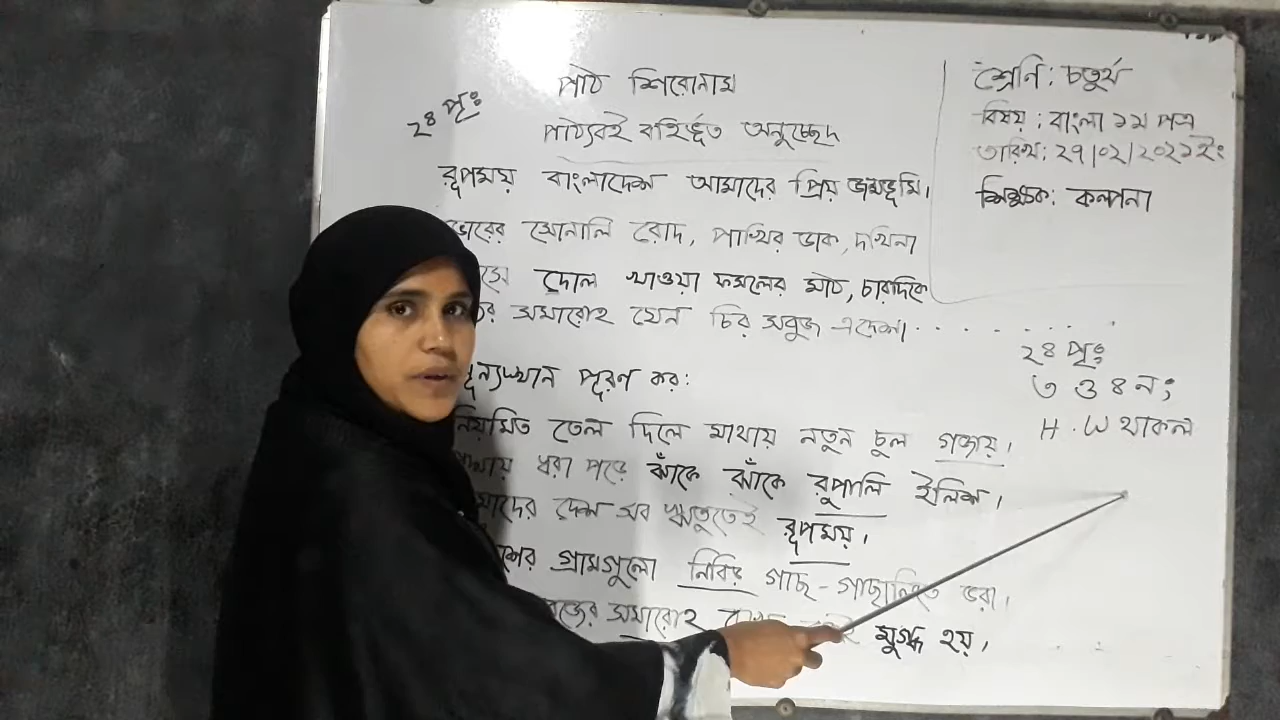 পাঠ শিরোনাম
২৪ পৃঃ
পাঠ্যবই বহির্ভূত অনুচ্ছেদ
রূপময় বাংলাদেশ আমাদের প্রিয় জন্মভূমি।
ভোরের সোনালি রোদ, পাখির ডাক, দখিনা
দোল খাওয়া ফসলের মাঠ, চারদিকে
সমারোহ যেন চির সবুজ এদেশ।. . . . . . . .
শ্রেণি: চতুর্থ
বিষয়: বাংলা ১ম পত্র
তারিখ: ২৭/০২/২০২১ইং
শিক্ষক: কল্পনা
শূন্যস্থান পূরণ কর:
নিয়মিত তেল দিলে মাথায় নতুন চুল গজায়।
ধরা পড়ে ঝাঁকে ঝাঁকে রুপালি ইলিশ।
দেশ সব ঋতুতেই রূপময়।
গ্রামগুলো নিবিড় গাছ-গাছালিতে ভরা।
সমারোহ মুগ্ধ হয়।
২৪ পৃঃ
৩ ও ৪ নং
H.W থাকল